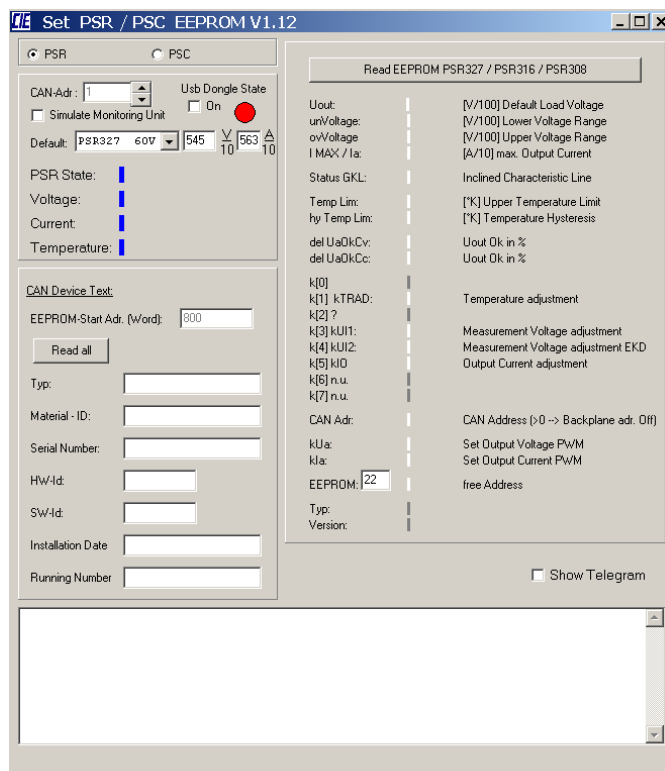 CIE Set PSR / PSC EEPROM V1.12
PSR PSC
CAN-Adr : 1
Usb Dongle State
On
Simulate Monitoring Unit
Default: PSR327 60V 545 V/10 563 A/10
PSR State:
Voltage:
Current:
Temperature:
CAN Device Text:
EEPROM-Start Adr. (Word): 800
Read all
Typ:
Material - ID:
Serial Number:
HW-Id:
SW-Id:
Installation Date
Running Number
Read EEPROM PSR327 / PSR316 / PSR308
Uout: [V/100] Default Load Voltage
unVoltage: [V/100] Lower Voltage Range
ovVoltage [V/100] Upper Voltage Range
I MAX / Ia: [A/10] max. Output Current
Status GKL: Inclined Characteristic Line
Temp Lim: [°K] Upper Temperature Limit
hy Temp Lim: [°K] Temperature Hysteresis
del UaOkCv: Uout Ok in %
del UaOkCc: Uout Ok in %
k[0]
k[1] kTRAD: Temperature adjustment
k[2] ?
k[3] kUI1: Measurement Voltage adjustment
k[4] kUI2: Measurement Voltage adjustment EKD
k[5] kIO Output Current adjustment
k[6] n.u.
k[7] n.u.
CAN Adr: CAN Address (>0 --> Backplane adr. Off)
kUa: Set Output Voltage PWM
kIa: Set Output Current PWM
EEPROM: 22 free Address
Typ:
Version:
Show Telegram